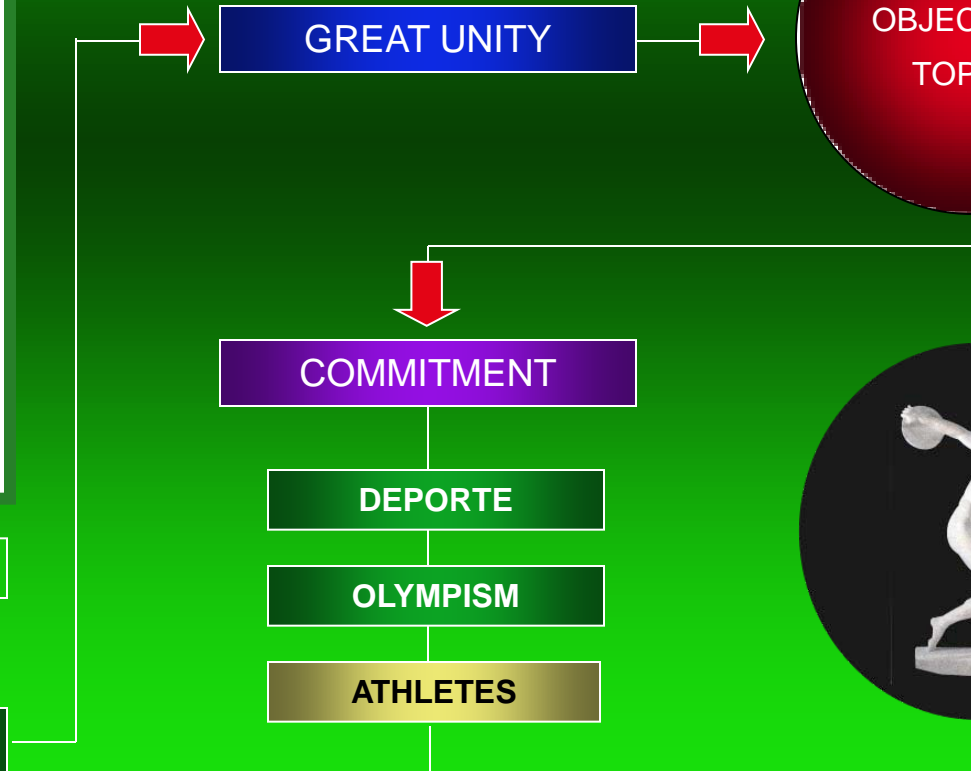 GREAT UNITY
COMMITMENT
DEPORTE
OLYMPISM
ATHLETES